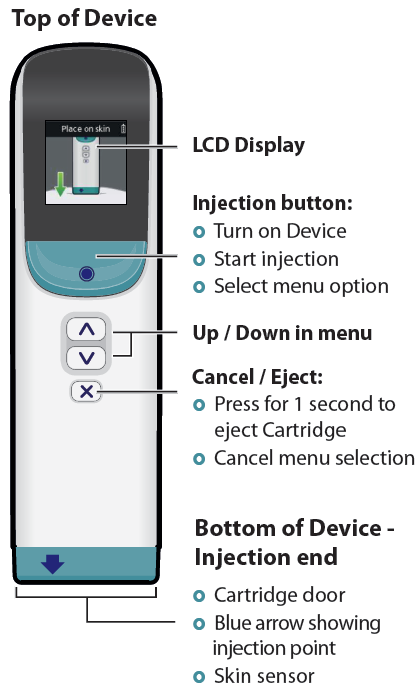 Top of Device
Place on skin
LCD Display
Injection button:
Turn on Device
Start injection
Select menu option
Up / Down in menu
Cancel / Eject:
Press for 1 second to
eject Cartridge
Cancel menu selection
Bottom of Device -
Injection end
Cartridge door
Blue arrow showing
injection point
Skin sensor